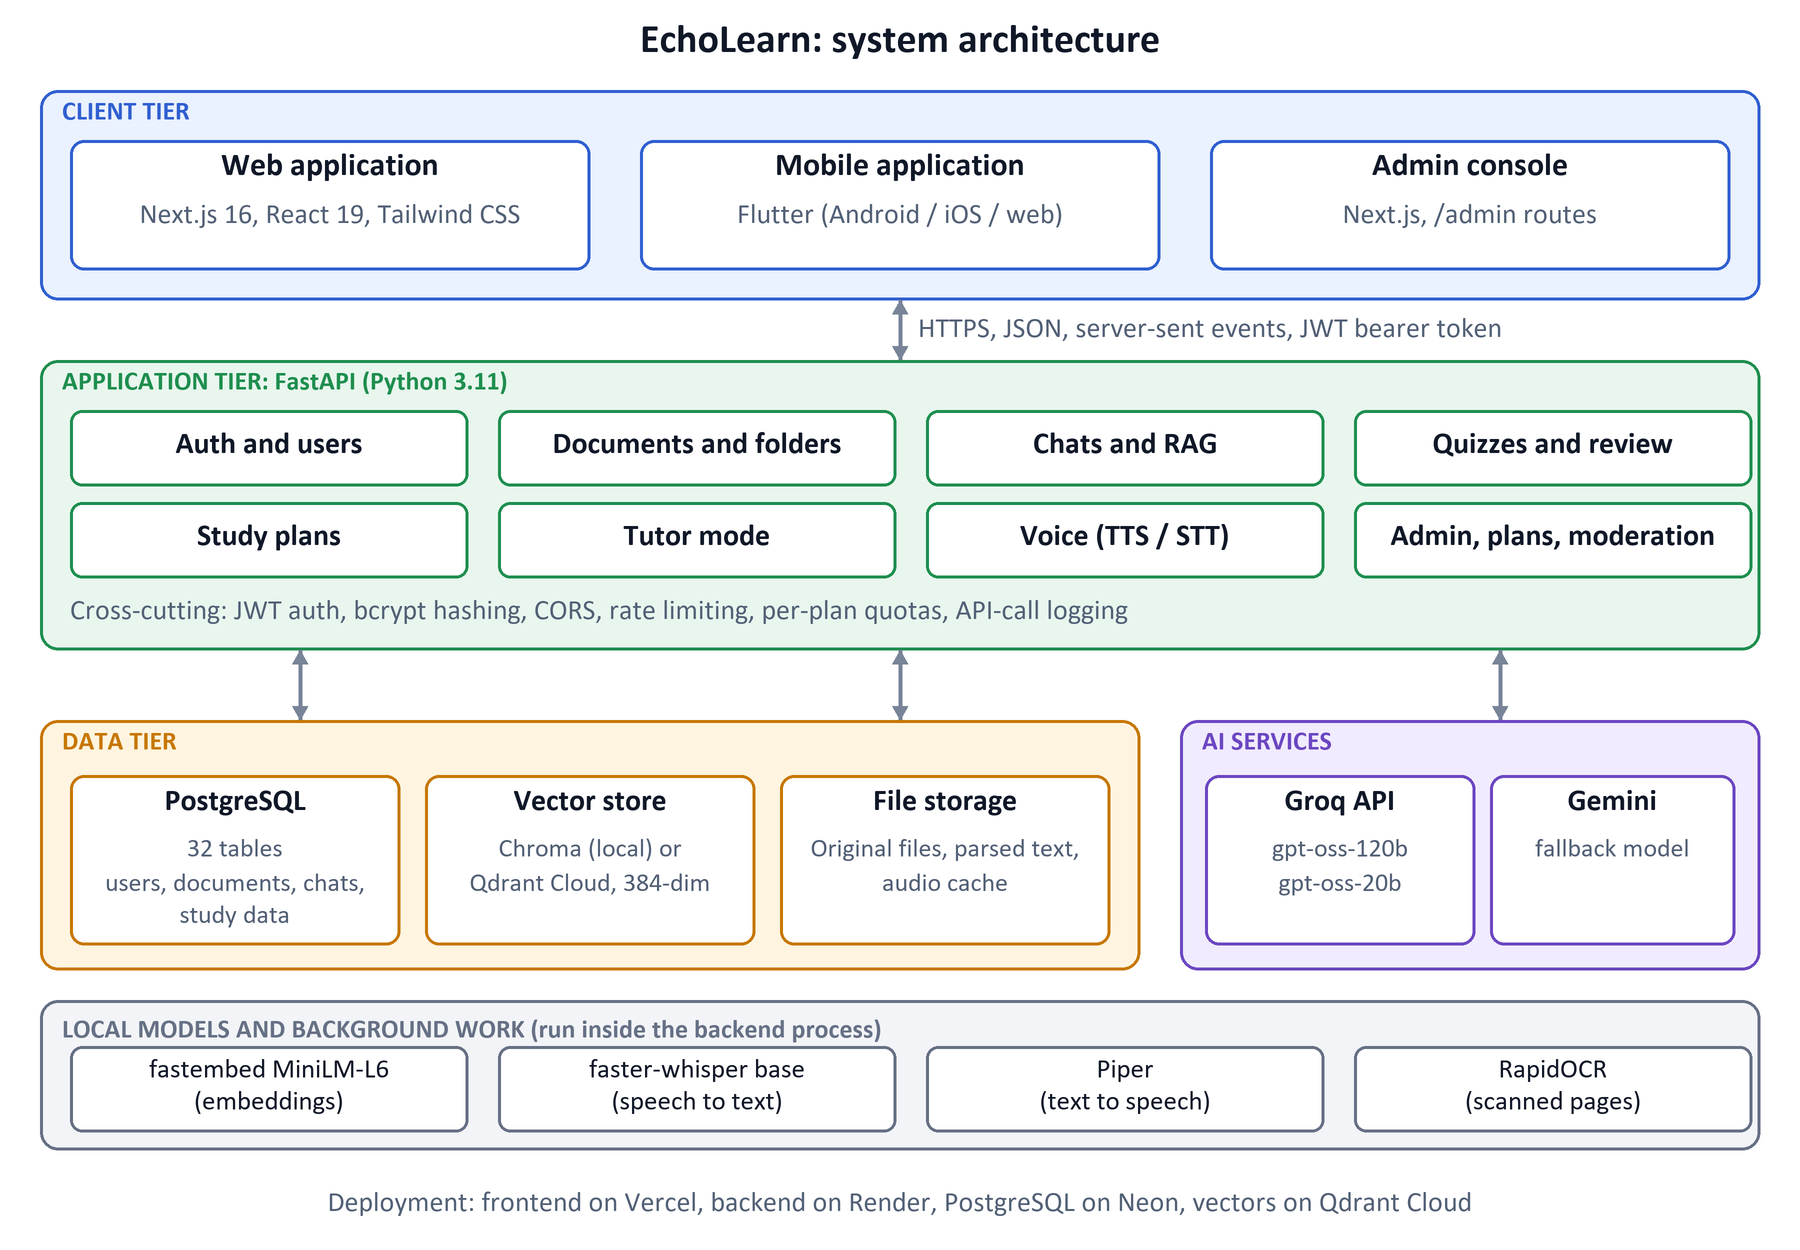 EchoLearn: system architecture
CLIENT TIER
Web application
Next.js 16, React 19, Tailwind CSS
Mobile application
Flutter (Android / iOS / web)
Admin console
Next.js, /admin routes
HTTPS, JSON, server-sent events, JWT bearer token
APPLICATION TIER: FastAPI (Python 3.11)
Auth and users
Documents and folders
Chats and RAG
Quizzes and review
Study plans
Tutor mode
Voice (TTS / STT)
Admin, plans, moderation
Cross-cutting: JWT auth, bcrypt hashing, CORS, rate limiting, per-plan quotas, API-call logging
DATA TIER
PostgreSQL
32 tables
users, documents, chats,
study data
Vector store
Chroma (local) or
Qdrant Cloud, 384-dim
File storage
Original files, parsed text,
audio cache
AI SERVICES
Groq API
gpt-oss-120b
gpt-oss-20b
Gemini
fallback model
LOCAL MODELS AND BACKGROUND WORK (run inside the backend process)
fastembed MiniLM-L6
(embeddings)
faster-whisper base
(speech to text)
Piper
(text to speech)
RapidOCR
(scanned pages)
Deployment: frontend on Vercel, backend on Render, PostgreSQL on Neon, vectors on Qdrant Cloud